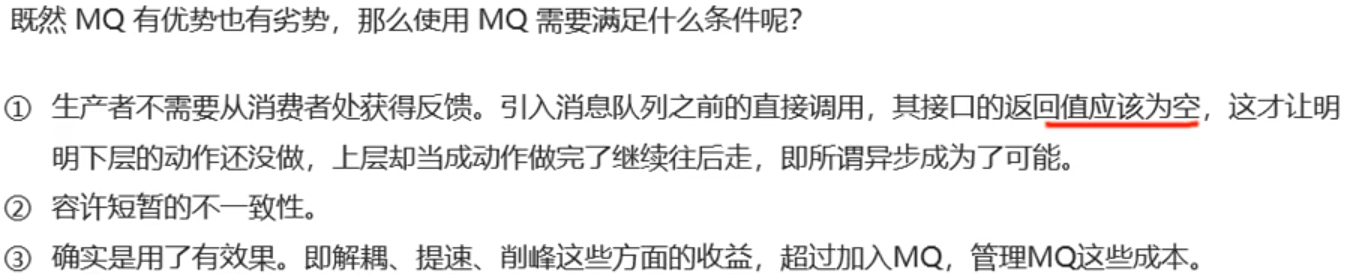 既然 MQ 有优势也有劣势，那么使用 MQ 需要满足什么条件呢？
① 生产者不需要从消费者处获得反馈。引入消息队列之前的直接调用，其接口的返回值应该为空，这才让明
明下层的动作还没做，上层却当成动作做完了继续往后走，即所谓异步成为了可能。
② 容许短暂的不一致性。
③ 确实是用了有效果。即解耦、提速、削峰这些方面的收益，超过加入MQ，管理MQ这些成本。